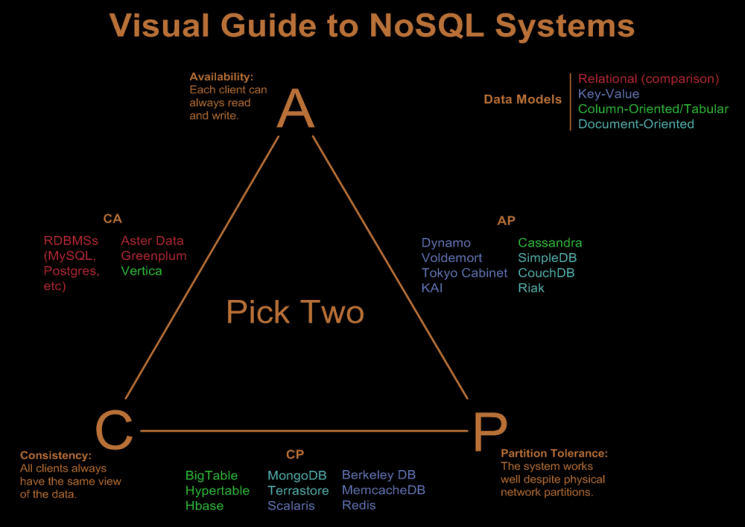 Visual Guide to NoSQL Systems
Availability:
Each client can
always read
and write.
A
Data Models
Relational (comparison)
Key-Value
Column-Oriented/Tabular
Document-Oriented
CA
RDBMSs
(MySQL,
Postgres,
etc)
Aster Data
Greenplum
Vertica
AP
Dynamo
Voldemort
Tokyo Cabinet
KAI
Cassandra
SimpleDB
CouchDB
Riak
Pick Two
C
Consistency:
All clients always
have the same view
of the data.
P
Partition Tolerance:
The system works
well despite physical
network partitions.
CP
BigTable
Hypertable
Hbase
MongoDB
Terrastore
Scalaris
Berkeley DB
MemcacheDB
Redis